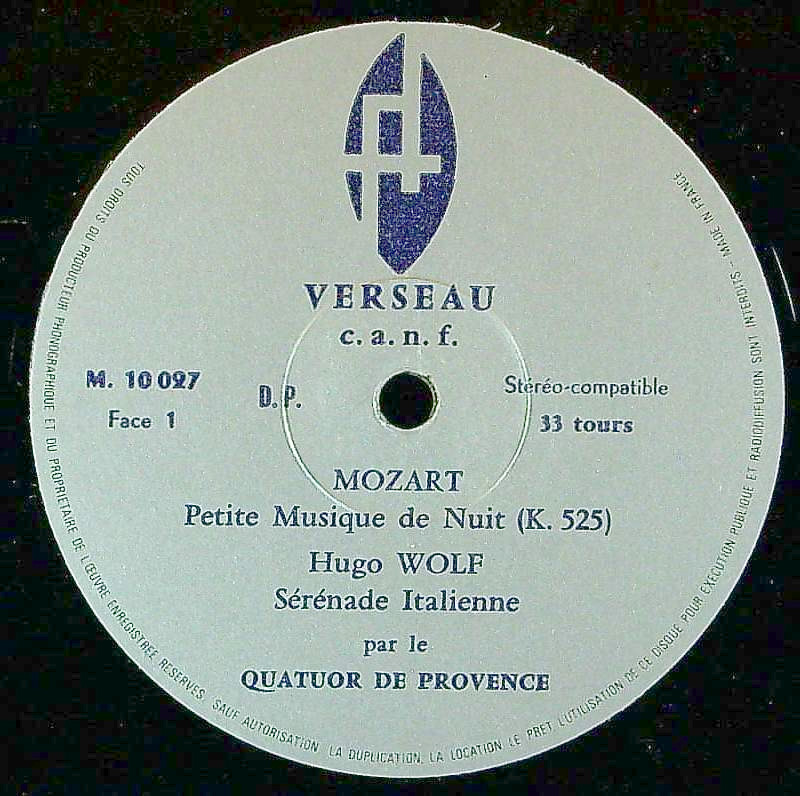 VERSEAU
c. a. n. f.
M. 10 027
Face 1
D. P.
Stéréo-compatible
33 tours
MOZART
Petite Musique de Nuit (K. 525)
Hugo WOLF
Sérénade Italienne
par le
QUATUOR DE PROVENCE
TOUS DROITS DU PRODUCTEUR PHONOGRAPHIQUE ET DU PROPRIETAIRE DE L'ŒUVRE ENREGISTREE RESERVES. SAUF AUTORISATION LA DUPLICATION, LA LOCATION LE PRET L'UTILISATION DE CE DISQUE POUR EXECUTION PUBLIQUE ET RADIODIFFUSION SONT INTERDITS - MADE IN FRANCE